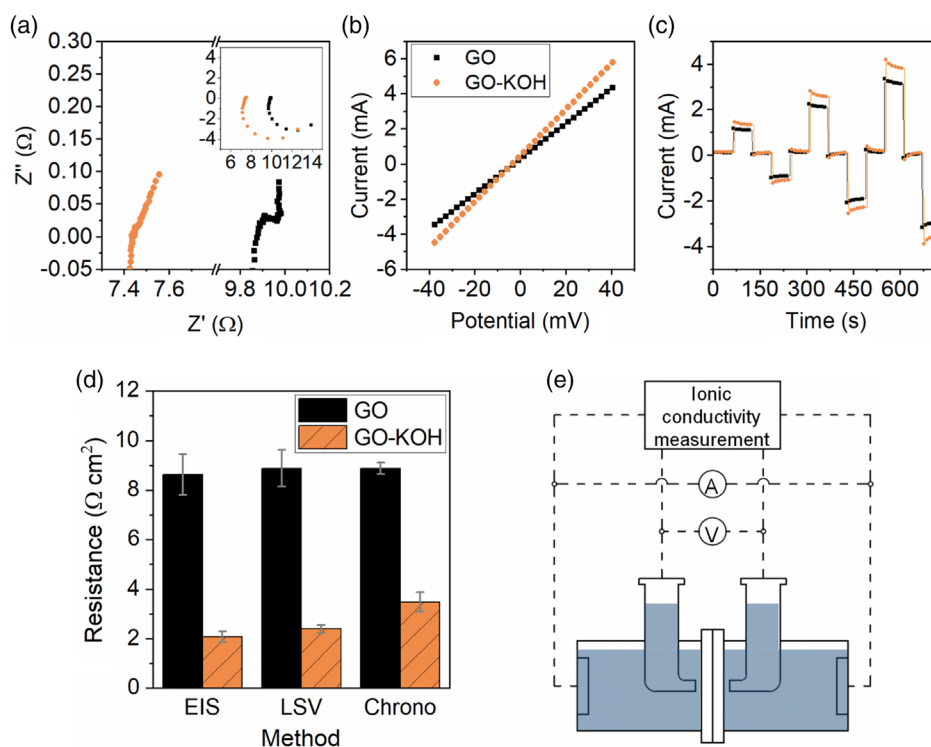 (a)
0.30
0.25
0.20
0.15
0.10
0.05
0.00
-0.05
Z'' (Ω)
7.4 7.6 9.8 10.0 10.2
Z' (Ω)
4
2
0
-2
-4
6 8 10 12 14
(b)
GO
GO-KOH
6
4
2
0
-2
-4
-6
Current (mA)
-40 -20 0 20 40
Potential (mV)
(c)
4
2
0
2
4
Current (mA)
0 150 300 450 600
Time (s)
(d)
12
10
8
6
4
2
0
Resistance (Ω cm²)
GO
GO-KOH
EIS LSV Chrono
Method
(e)
Ionic
conductivity
measurement
A
V